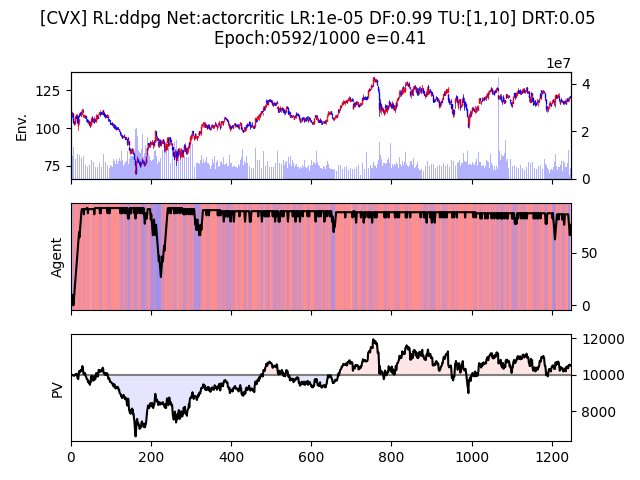 [CVX] RL:ddpg Net:actorcritic LR:1e-05 DF:0.99 TU:[1,10] DRT:0.05
Epoch:0592/1000 e=0.41
1e7
125
100
75
Env.
4
2
0
Agent
50
0
PV
12000
10000
8000
0 200 400 600 800 1000 1200